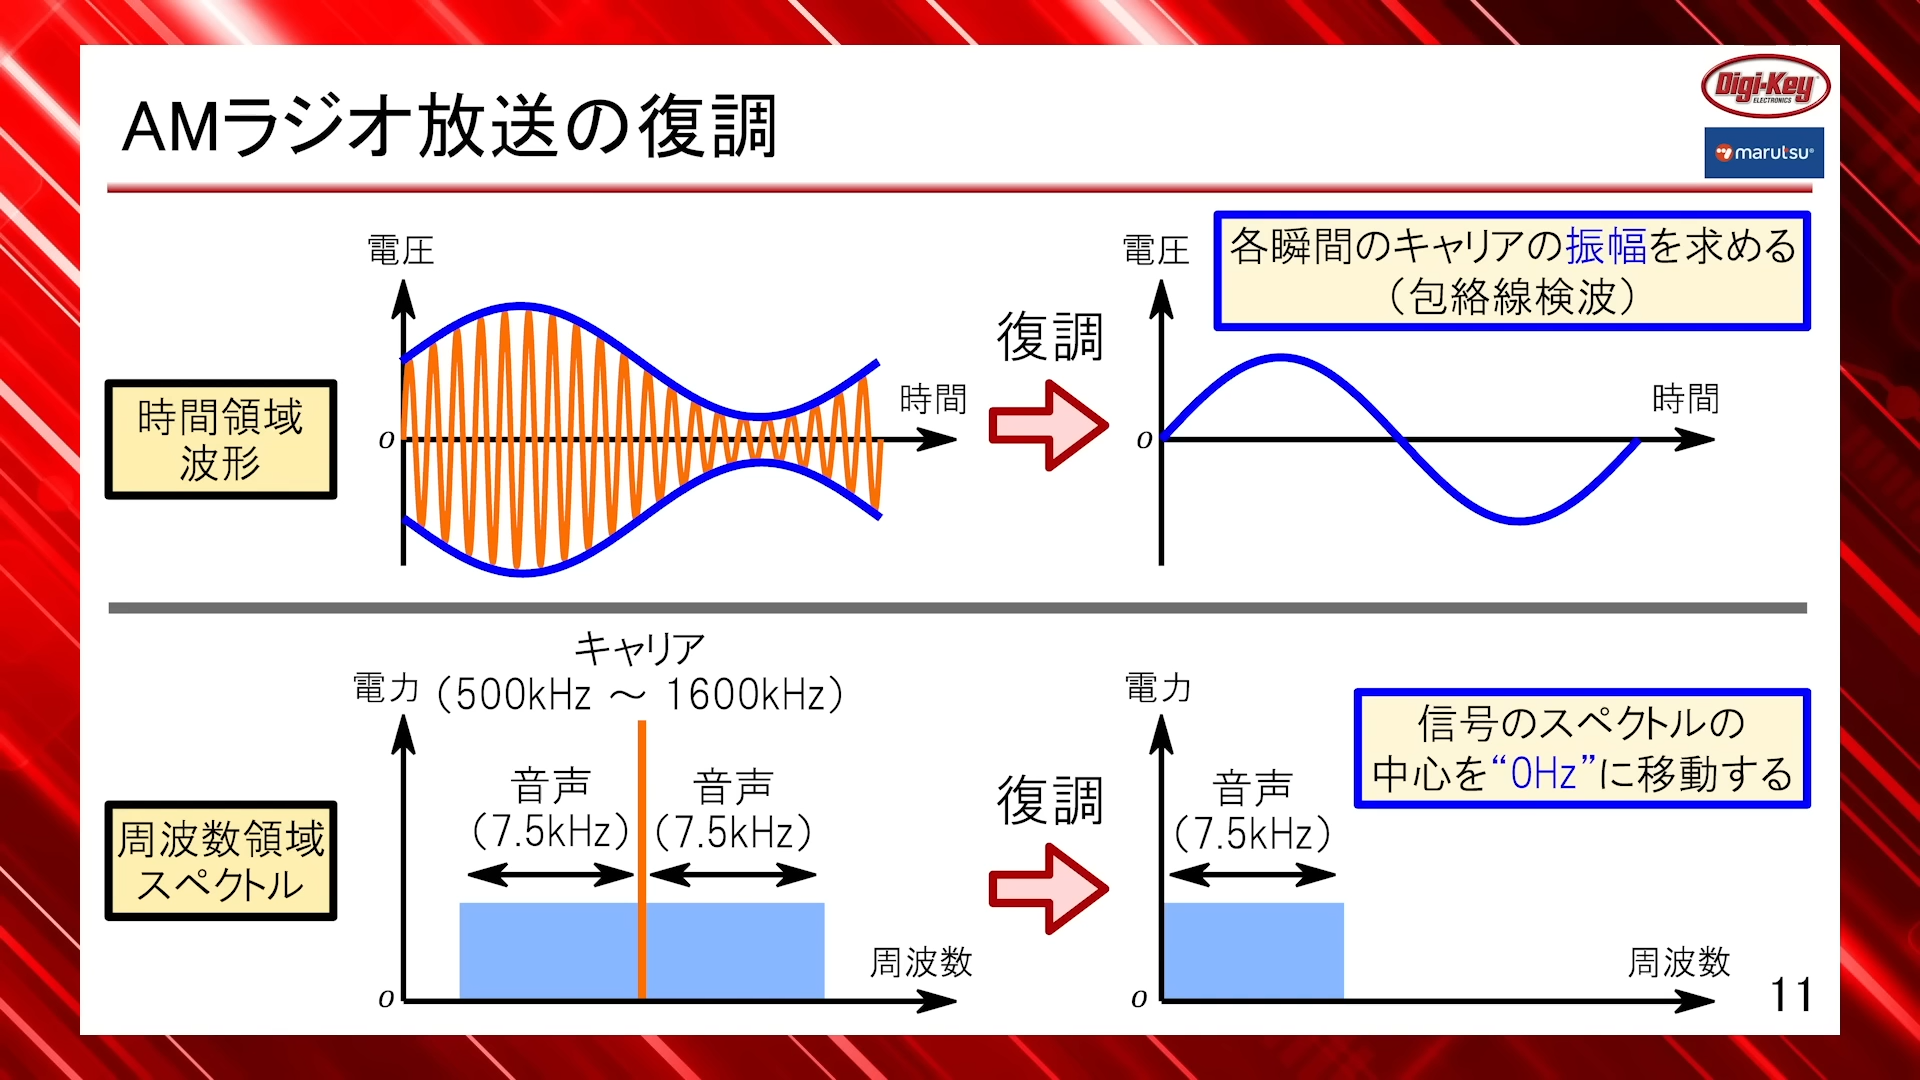 AMラジオ放送の復調
Digi-Key
ELECTRONICS
marutsu
電圧
時間
0
時間領域
波形
復調
電圧
各瞬間のキャリアの振幅を求める
（包絡線検波）
時間
0
キャリア
（500kHz ～ 1600kHz）
電力
音声
（7.5kHz）
音声
（7.5kHz）
周波数
0
周波数領域
スペクトル
復調
電力
音声
（7.5kHz）
信号のスペクトルの
中心を“0Hz”に移動する
周波数
0
11